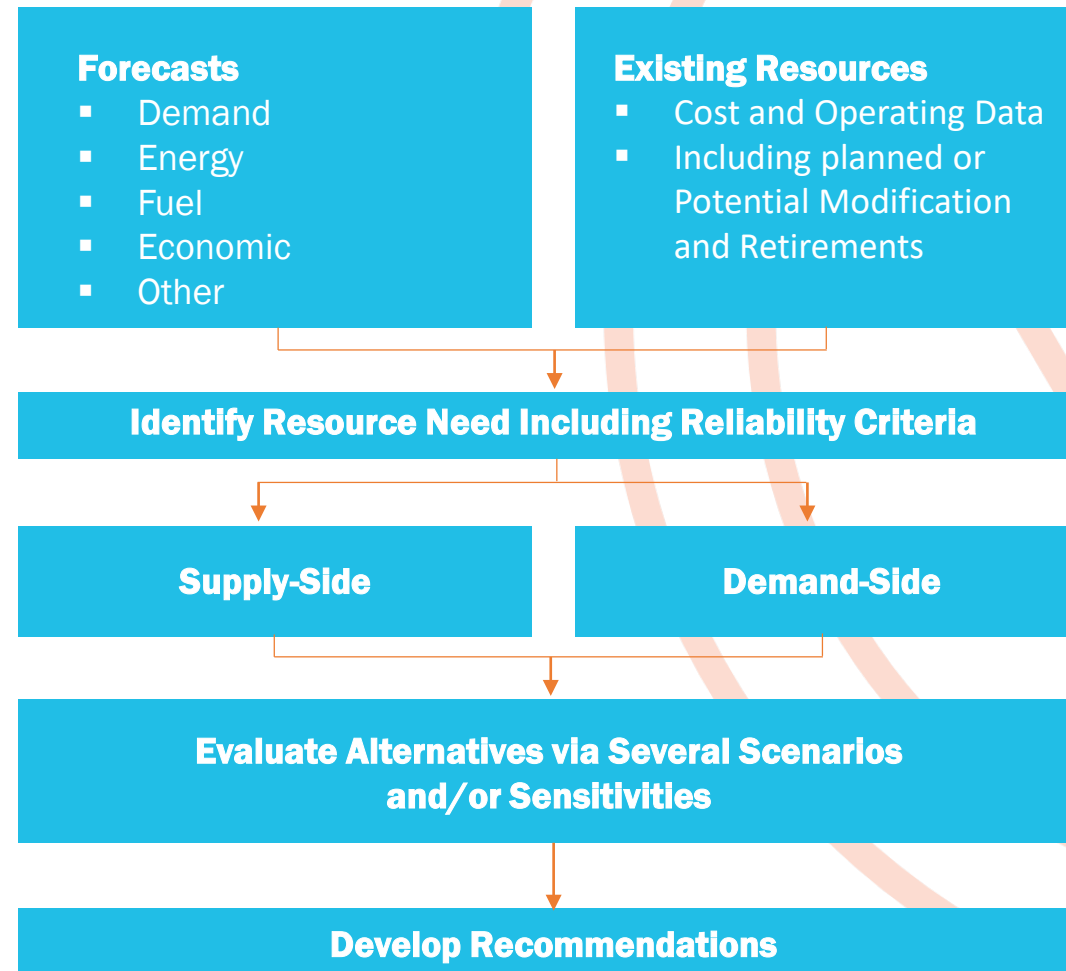 Forecasts
▪ Demand
▪ Energy
▪ Fuel
▪ Economic
▪ Other
Existing Resources
▪ Cost and Operating Data
▪ Including planned or
Potential Modification
and Retirements
Identify Resource Need Including Reliability Criteria
Supply-Side
Demand-Side
Evaluate Alternatives via Several Scenarios
and/or Sensitivities
Develop Recommendations